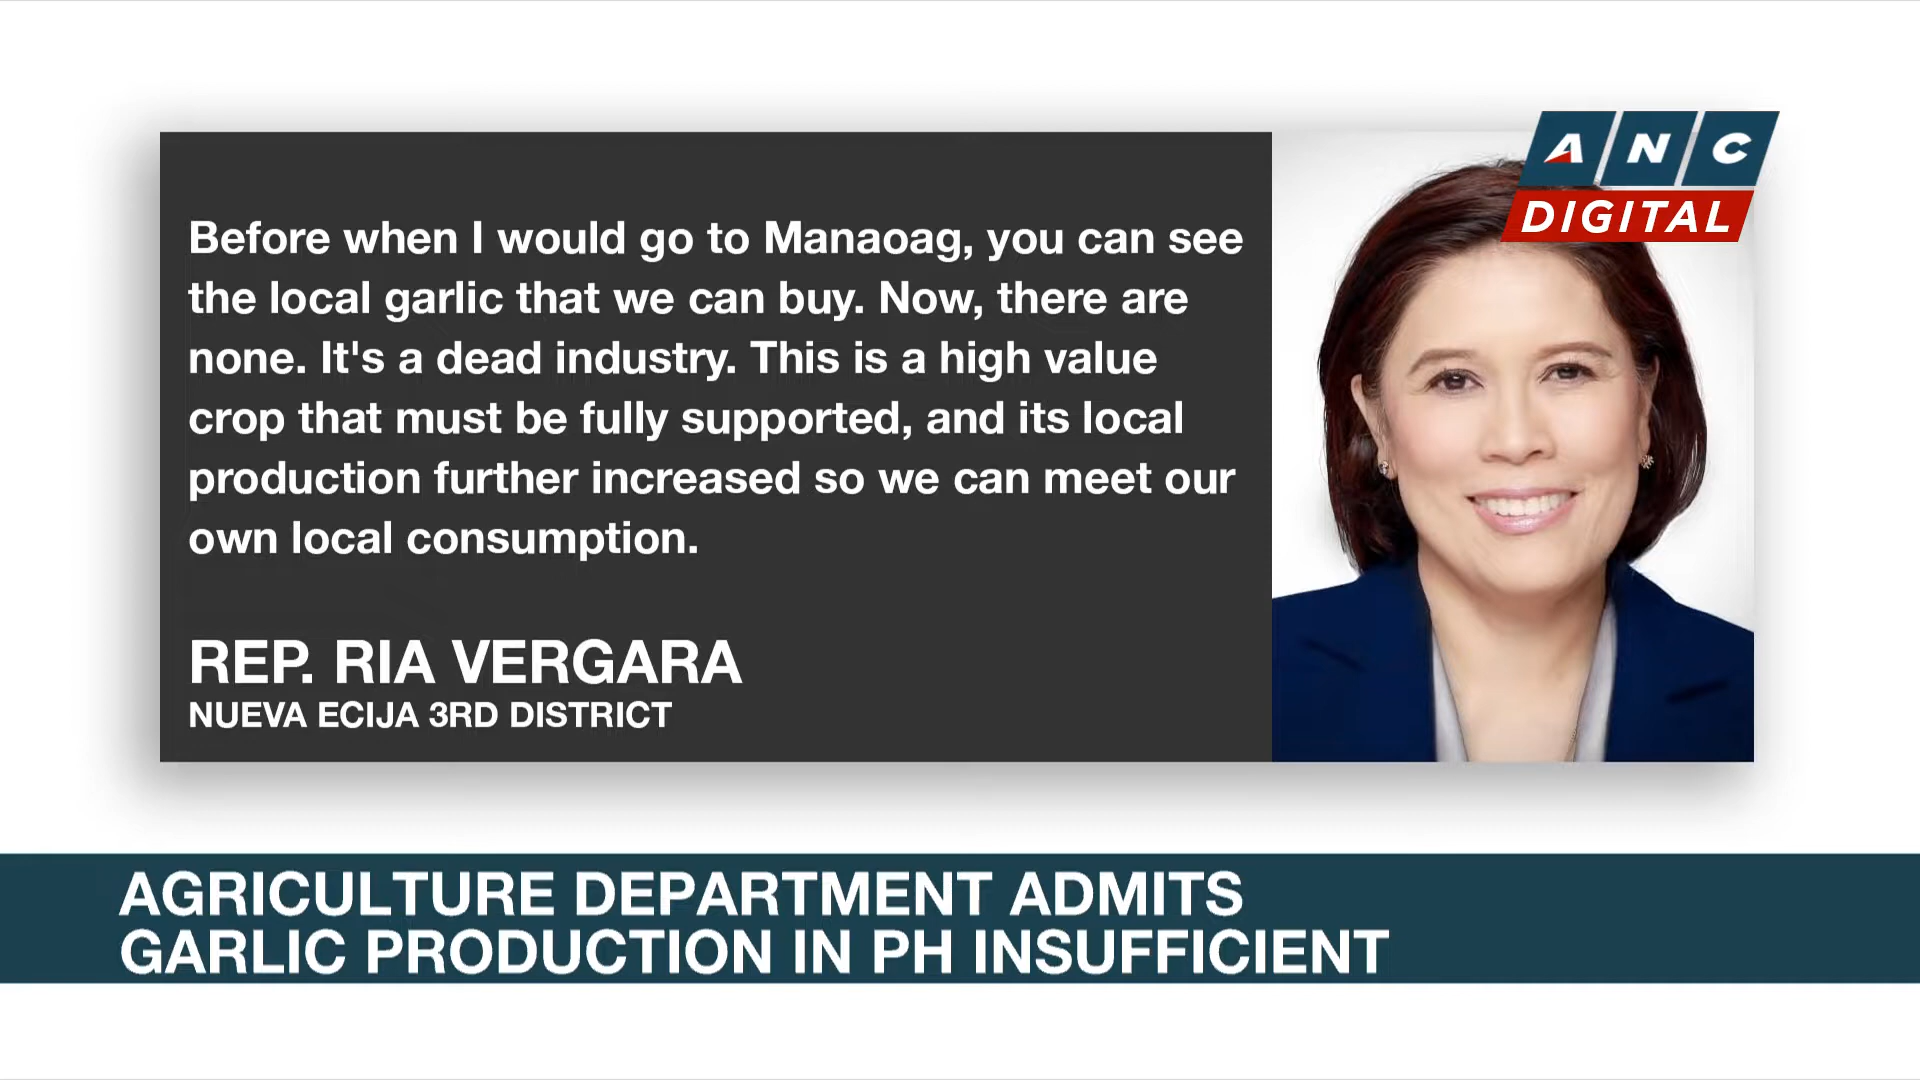 ANC
DIGITAL
Before when I would go to Manaoag, you can see
the local garlic that we can buy. Now, there are
none. It's a dead industry. This is a high value
crop that must be fully supported, and its local
production further increased so we can meet our
own local consumption.
REP. RIA VERGARA
NUEVA ECIJA 3RD DISTRICT
AGRICULTURE DEPARTMENT ADMITS
GARLIC PRODUCTION IN PH INSUFFICIENT